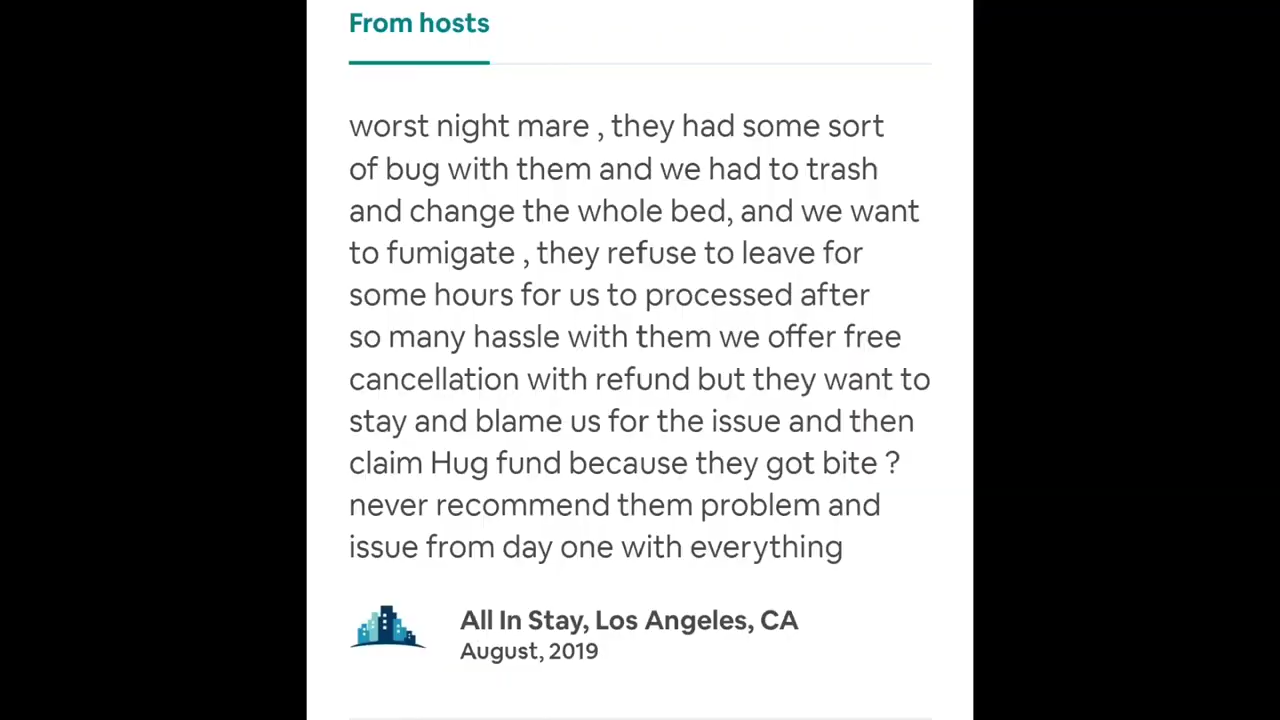 From hosts
worst night mare , they had some sort
of bug with them and we had to trash
and change the whole bed, and we want
to fumigate , they refuse to leave for
some hours for us to processed after
so many hassle with them we offer free
cancellation with refund but they want to
stay and blame us for the issue and then
claim Hug fund because they got bite ?
never recommend them problem and
issue from day one with everything
All In Stay, Los Angeles, CA
August, 2019